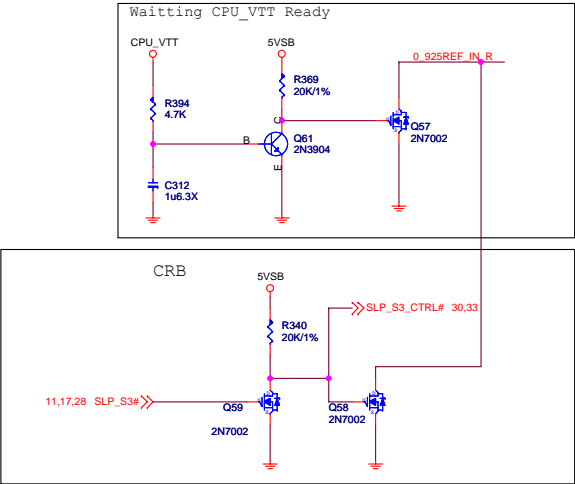 Waitting CPU_VTT Ready
CPU_VTT
5VSB
0_925REF_IN_R
R369
20K/1%
R394
4.7K
C
Q57
2N7002
B
Q61
2N3904
E
C312
1u6.3X
CRB
5VSB
SLP_S3_CTRL# 30,33
R340
20K/1%
11,17,28 SLP_S3#
Q59
2N7002
Q58
2N7002